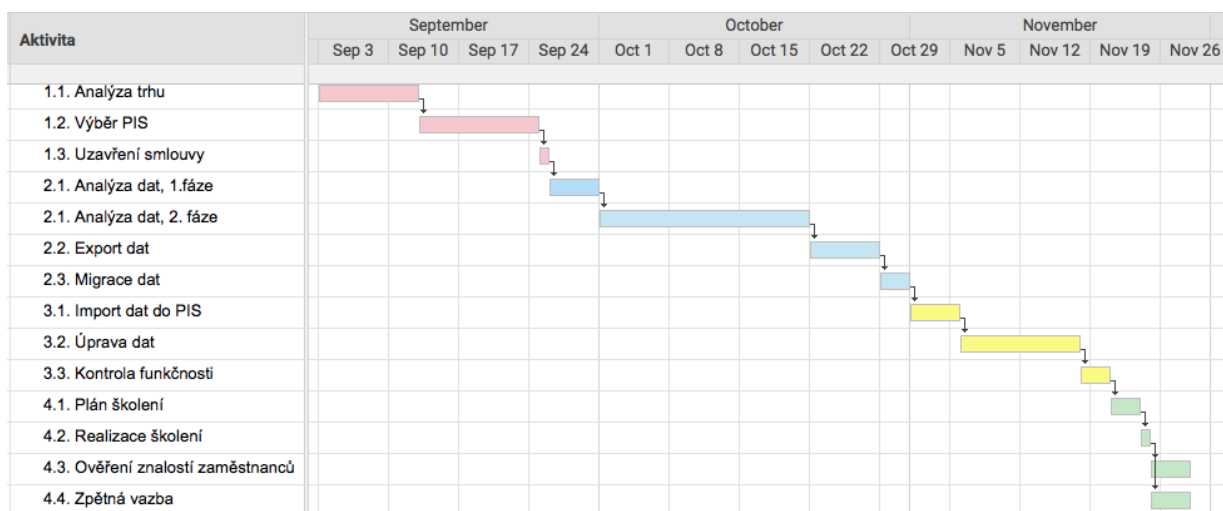 Aktivita
September October November
Sep 3 Sep 10 Sep 17 Sep 24 Oct 1 Oct 8 Oct 15 Oct 22 Oct 29 Nov 5 Nov 12 Nov 19 Nov 26
1.1. Analýza trhu
1.2. Výběr PIS
1.3. Uzavření smlouvy
2.1. Analýza dat, 1.fáze
2.1. Analýza dat, 2. fáze
2.2. Export dat
2.3. Migrace dat
3.1. Import dat do PIS
3.2. Úprava dat
3.3. Kontrola funkčnosti
4.1. Plán školení
4.2. Realizace školení
4.3. Ověření znalostí zaměstnanců
4.4. Zpětná vazba